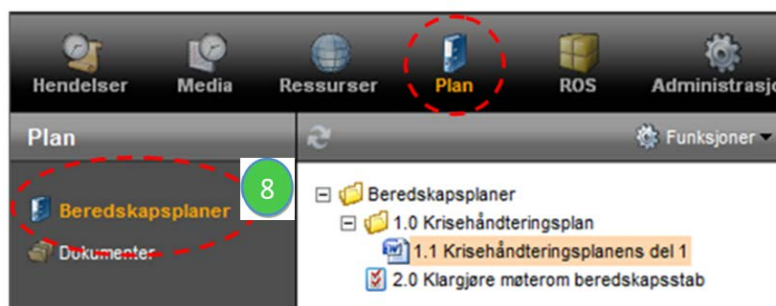 Hendelser Media Ressurser Plan ROS Administrasj
Plan Funksjoner
8
Beredskapsplaner
Dokumenter
Beredskapsplaner
1.0 Krisehåndteringsplan
1.1 Krisehåndteringsplanens del 1
2.0 Klargjøre møterom beredskapsstab